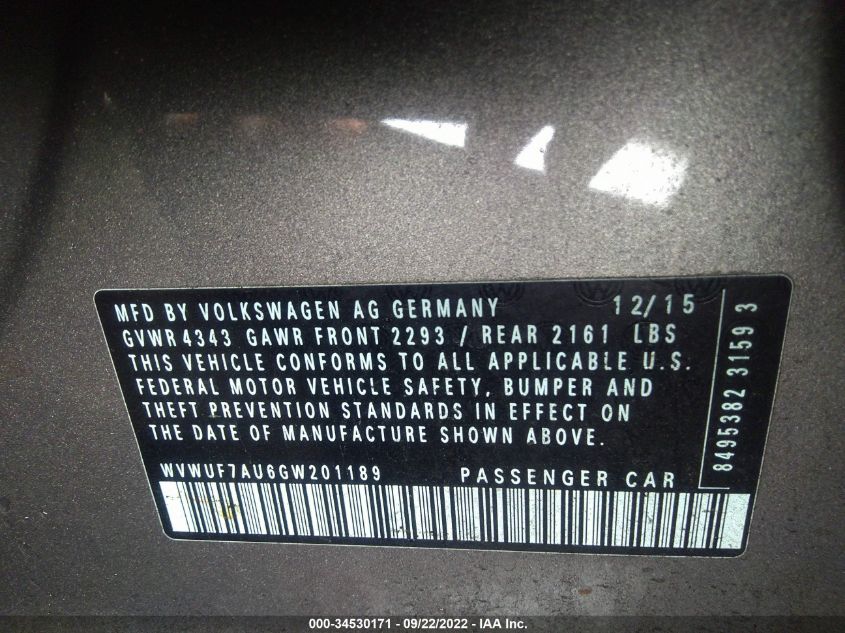 MFD BY VOLKSWAGEN AG GERMANY 12/15
GVWR 4343 GAWR FRONT 2293 / REAR 2161 LBS
THIS VEHICLE CONFORMS TO ALL APPLICABLE U.S.
FEDERAL MOTOR VEHICLE SAFETY, BUMPER AND
THEFT PREVENTION STANDARDS IN EFFECT ON
THE DATE OF MANUFACTURE SHOWN ABOVE.
WVWUF7AU6GW201189 PASSENGER CAR
8495382 3159 3
000-34530171 - 09/22/2022 - IAA Inc.